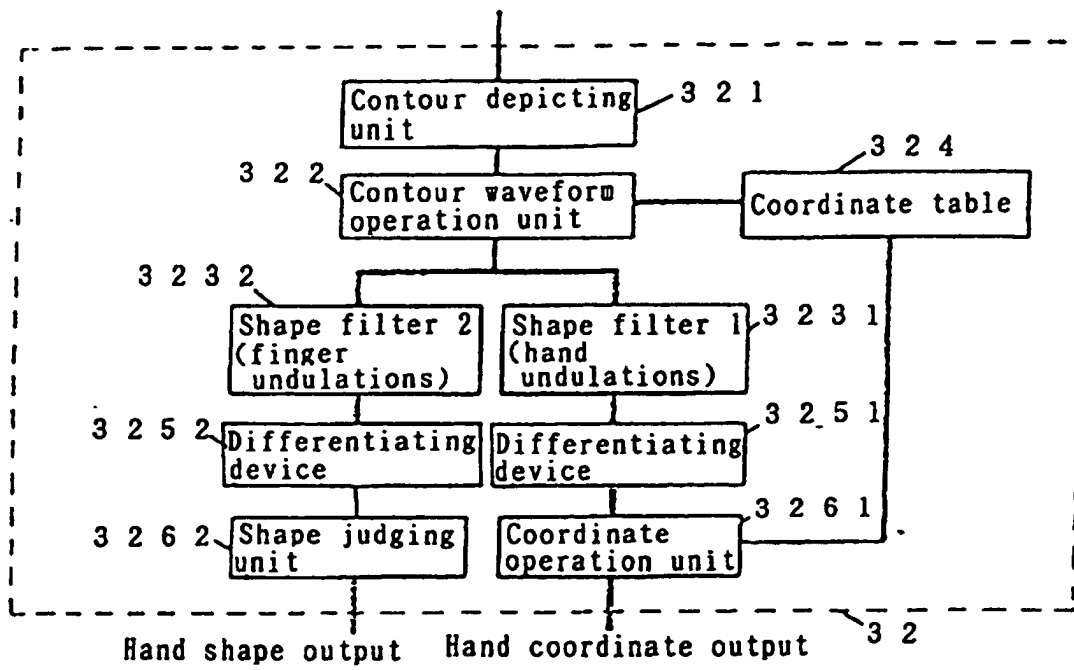 Contour depicting
unit
3 2 1
3 2 2
Contour waveform
operation unit
3 2 4
Coordinate table
3 2 3 2
Shape filter 2
(finger
undulations)
Shape filter 1
(hand
undulations)
3 2 3 1
3 2 5 2
Differentiating
device
Differentiating
device
3 2 5 1
3 2 6 2
Shape judging
unit
Coordinate
operation unit
3 2 6 1
3 2
Hand shape output
Hand coordinate output